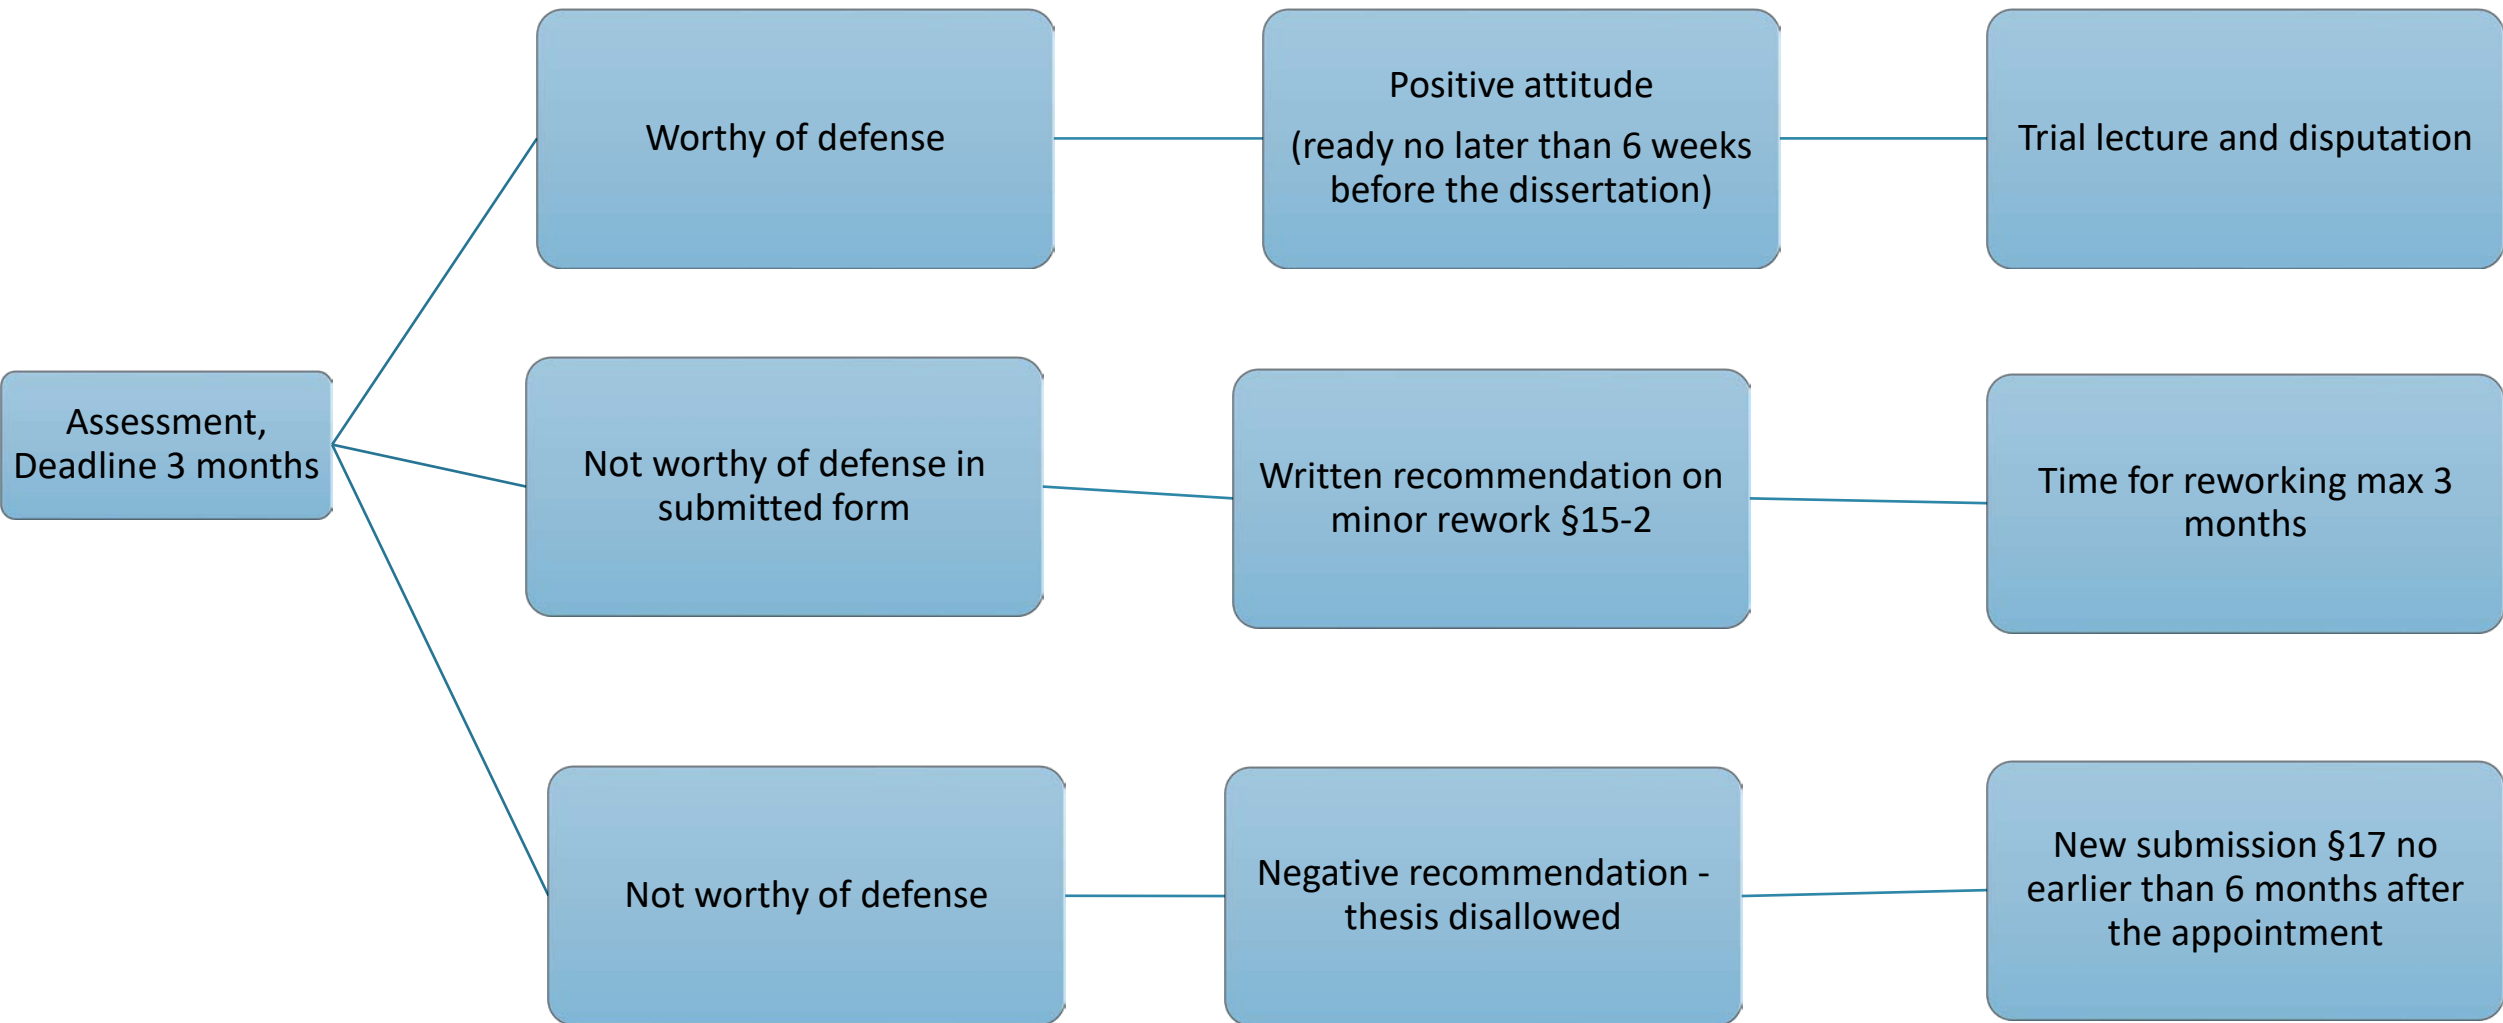 Worthy of defense
Positive attitude
(ready no later than 6 weeks
before the dissertation)
Trial lecture and disputation
Assessment,
Deadline 3 months
Not worthy of defense in
submitted form
Written recommendation on
minor rework §15-2
Time for reworking max 3
months
Not worthy of defense
Negative recommendation -
thesis disallowed
New submission §17 no
earlier than 6 months after
the appointment